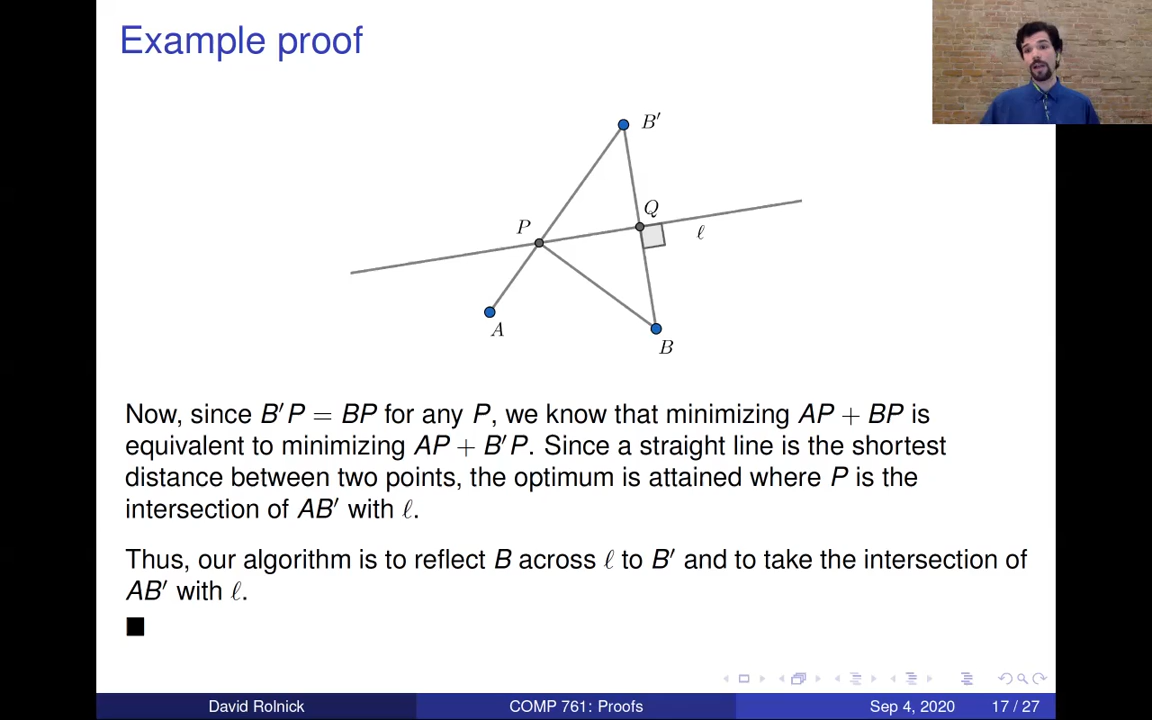 Example proof
B′
Q
P
ℓ
A
B
Now, since B′P = BP for any P, we know that minimizing AP + BP is
equivalent to minimizing AP + B′P. Since a straight line is the shortest
distance between two points, the optimum is attained where P is the
intersection of AB′ with ℓ.
Thus, our algorithm is to reflect B across ℓ to B′ and to take the intersection of
AB′ with ℓ.
David Rolnick COMP 761: Proofs Sep 4, 2020 17 / 27